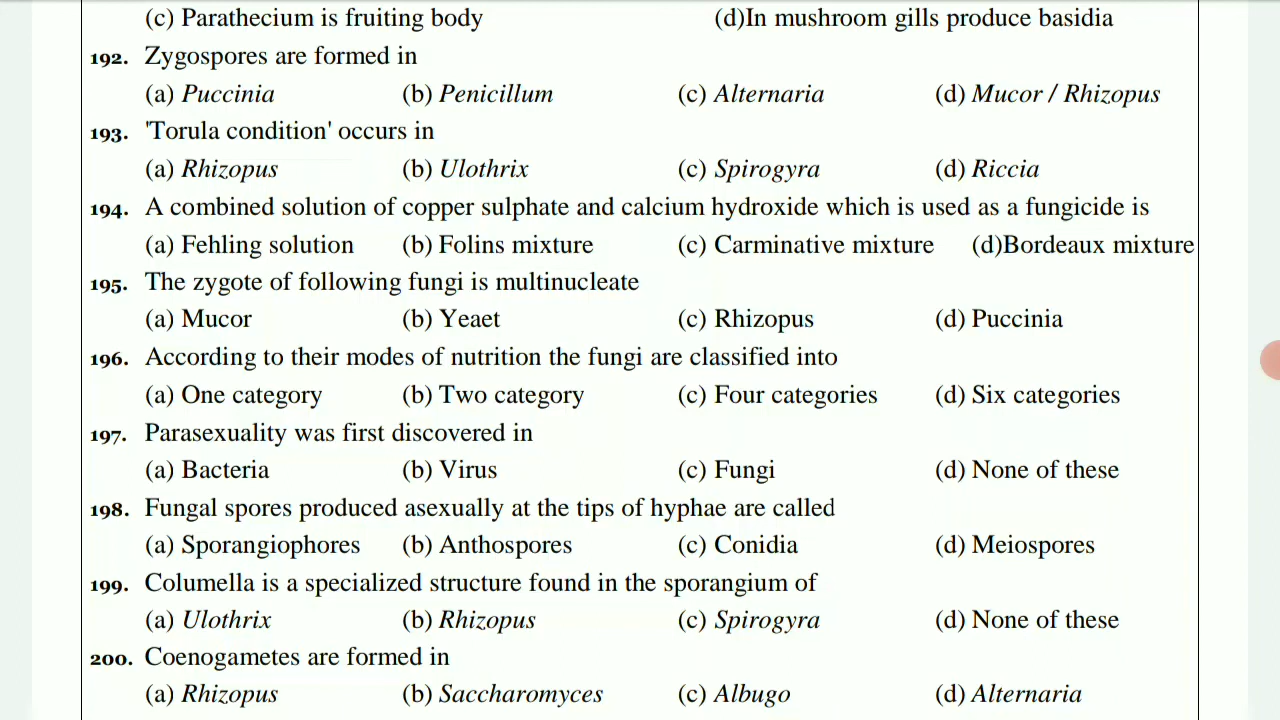 (c) Parathecium is fruiting body (d)In mushroom gills produce basidia
192. Zygospores are formed in
(a) Puccinia (b) Penicillum (c) Alternaria (d) Mucor / Rhizopus
193. 'Torula condition' occurs in
(a) Rhizopus (b) Ulothrix (c) Spirogyra (d) Riccia
194. A combined solution of copper sulphate and calcium hydroxide which is used as a fungicide is
(a) Fehling solution (b) Folins mixture (c) Carminative mixture (d)Bordeaux mixture
195. The zygote of following fungi is multinucleate
(a) Mucor (b) Yeaet (c) Rhizopus (d) Puccinia
196. According to their modes of nutrition the fungi are classified into
(a) One category (b) Two category (c) Four categories (d) Six categories
197. Parasexuality was first discovered in
(a) Bacteria (b) Virus (c) Fungi (d) None of these
198. Fungal spores produced asexually at the tips of hyphae are called
(a) Sporangiophores (b) Anthospores (c) Conidia (d) Meiospores
199. Columella is a specialized structure found in the sporangium of
(a) Ulothrix (b) Rhizopus (c) Spirogyra (d) None of these
200. Coenogametes are formed in
(a) Rhizopus (b) Saccharomyces (c) Albugo (d) Alternaria